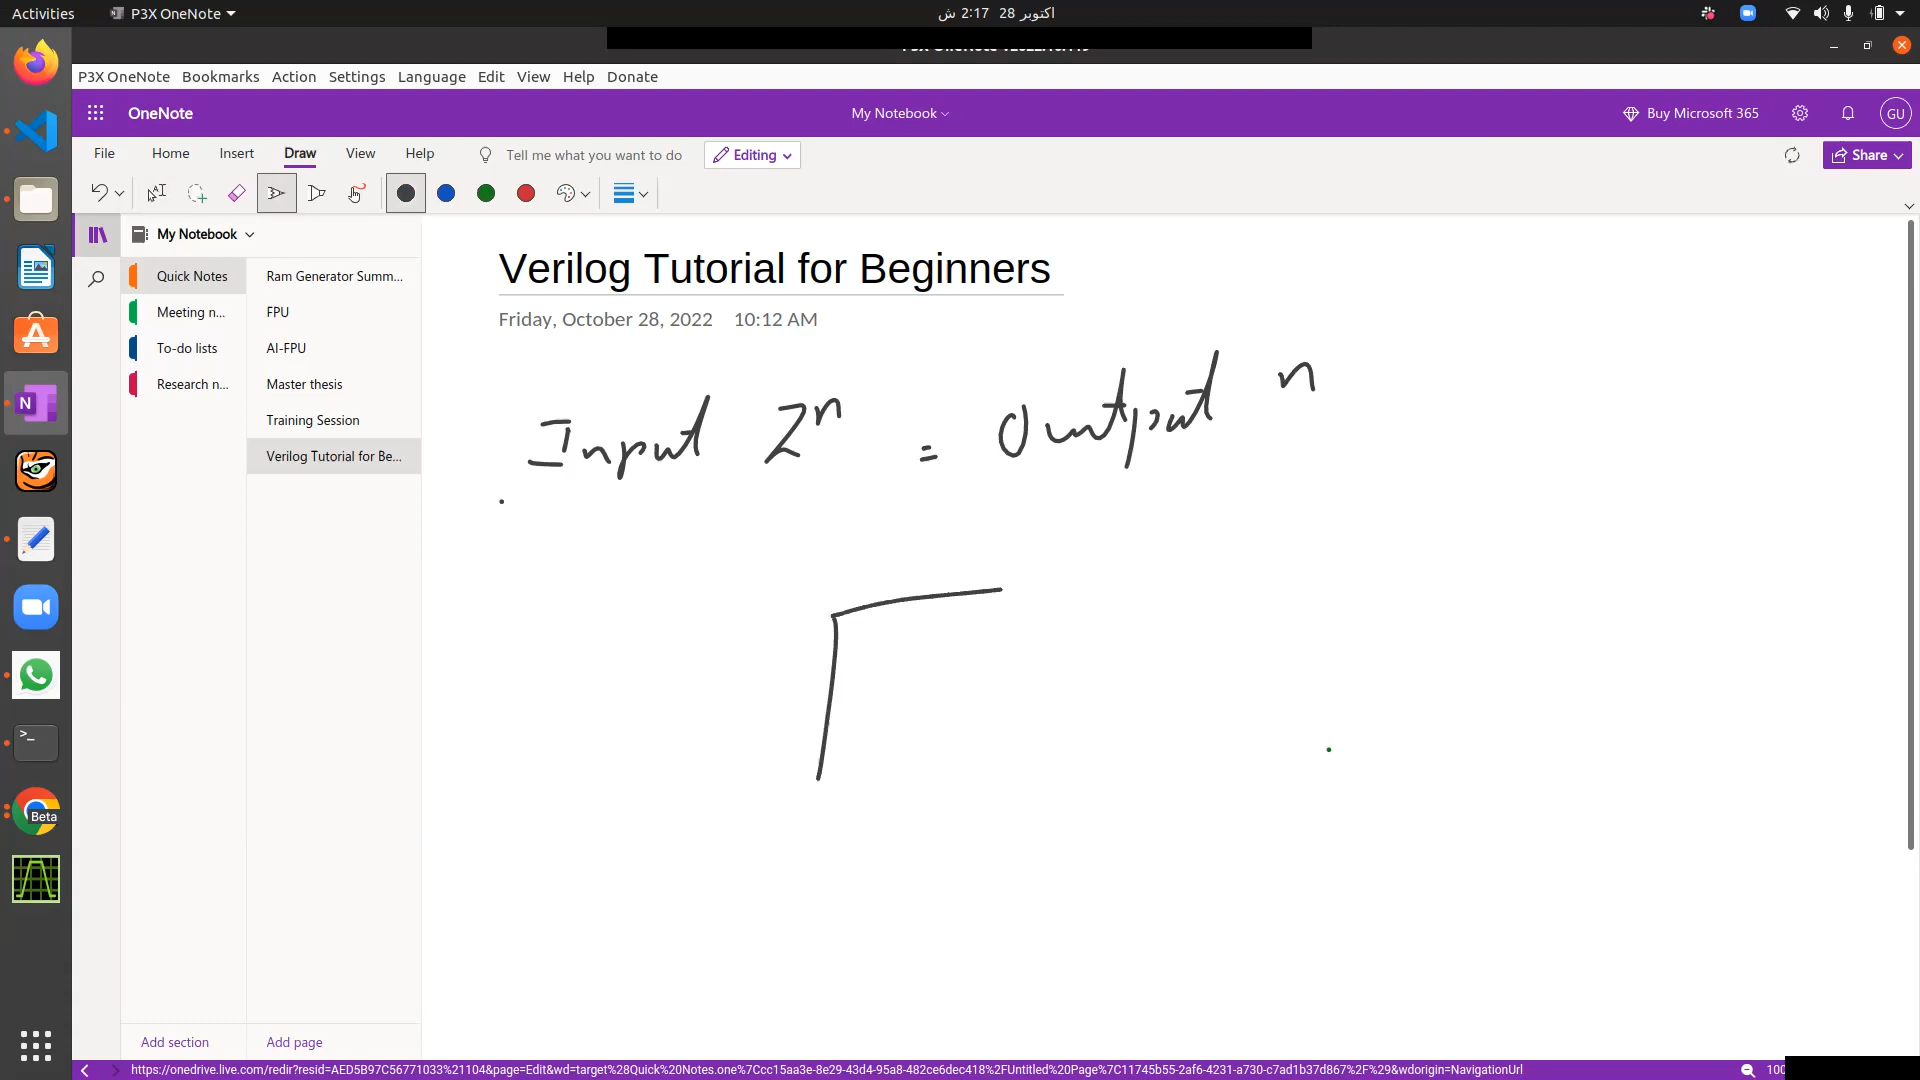 Activities P3X OneNote اکتوبر 28 2:17 ش
P3X OneNote Bookmarks Action Settings Language Edit View Help Donate
OneNote My Notebook Buy Microsoft 365 GU
File Home Insert Draw View Help Tell me what you want to do Editing Share
My Notebook
Quick Notes
Meeting n...
To-do lists
Research n...
Ram Generator Summ...
FPU
AI-FPU
Master thesis
Training Session
Verilog Tutorial for Be...
Verilog Tutorial for Beginners
Friday, October 28, 2022 10:12 AM
Input 2^n = Output n
Beta
Add section Add page
https://onedrive.live.com/redir?resid=AED5B97C56771033%21104&page=Edit&wd=target%28Quick%20Notes.one%7Ccc15aa3e-8e29-43d4-95a8-482ce6dec418%2FUntitled%20Page%7C11745b55-2af6-4231-a730-c7ad1b37d867%2F%29&wdorigin=NavigationUrl